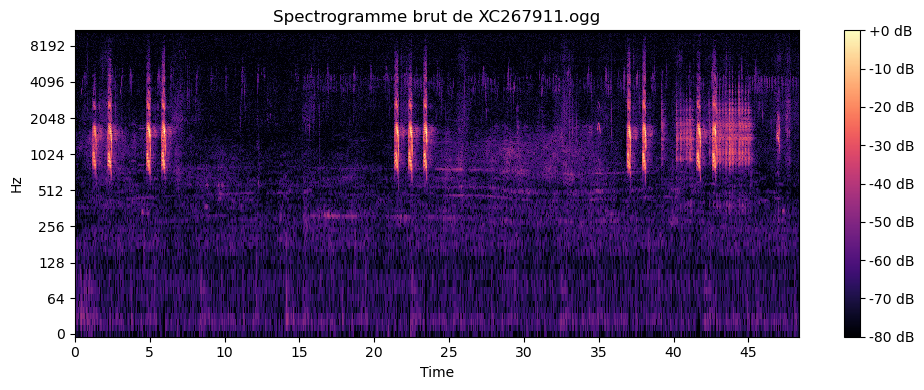 Spectrogramme brut de XC267911.ogg
8192
4096
2048
1024
512
256
128
64
0
Hz
0 5 10 15 20 25 30 35 40 45
Time
+0 dB
-10 dB
-20 dB
-30 dB
-40 dB
-50 dB
-60 dB
-70 dB
-80 dB